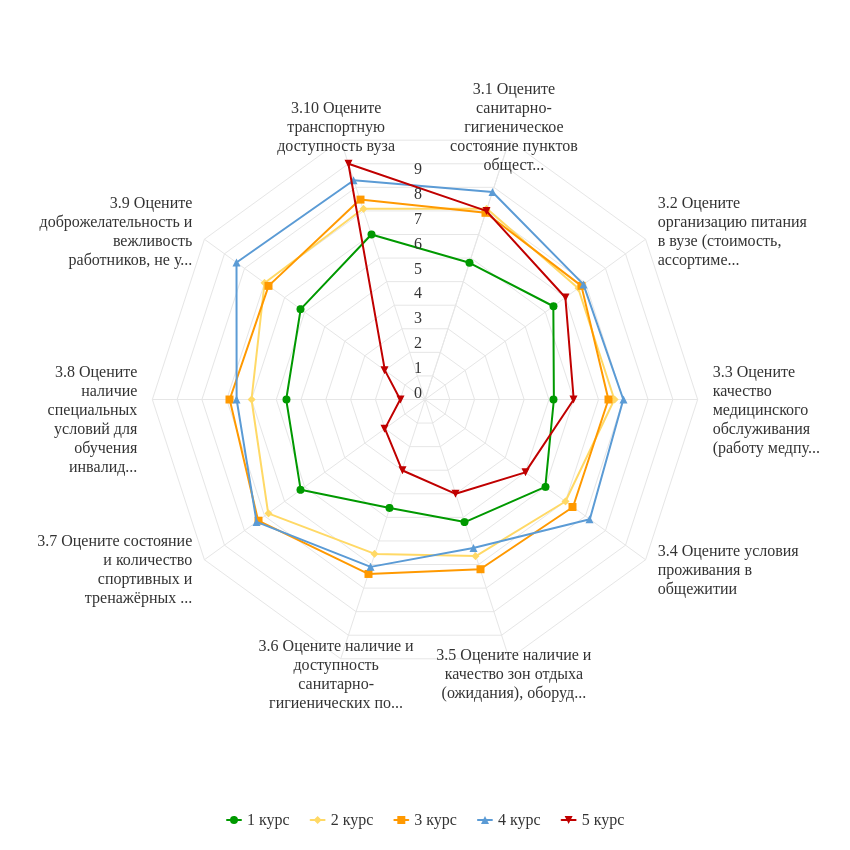 3.1 Оцените
санитарно-
гигиеническое
состояние пунктов
общест...
3.10 Оцените
транспортную
доступность вуза
3.2 Оцените
организацию питания
в вузе (стоимость,
ассортиме...
3.9 Оцените
доброжелательность и
вежливость
работников, не у...
9
8
7
6
5
4
3
2
1
0
3.3 Оцените
качество
медицинского
обслуживания
(работу медпу...
3.8 Оцените
наличие
специальных
условий для
обучения
инвалид...
3.4 Оцените условия
проживания в
общежитии
3.7 Оцените состояние
и количество
спортивных и
тренажёрных ...
3.6 Оцените наличие и
доступность
санитарно-
гигиенических по...
3.5 Оцените наличие и
качество зон отдыха
(ожидания), оборуд...
1 курс 2 курс 3 курс 4 курс 5 курс